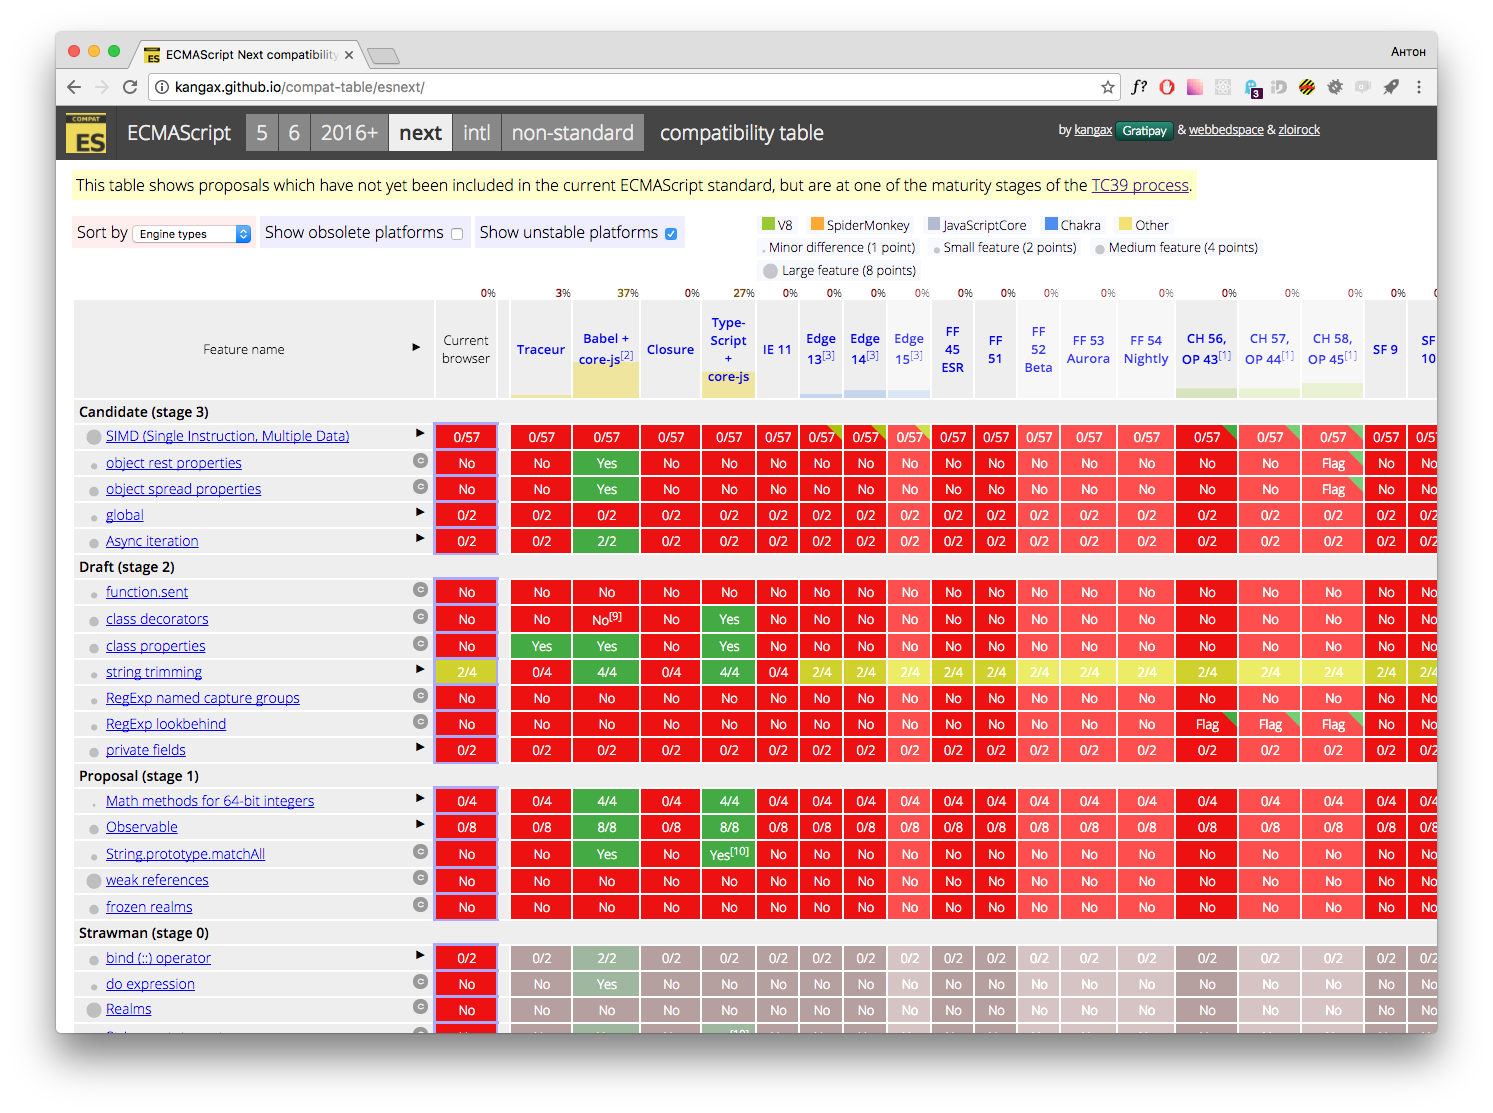 ECMAScript Next compatibility
Антон
kangax.github.io/compat-table/esnext/
f?
3
COMPAT
ES
ECMAScript 5 6 2016+ next intl non-standard compatibility table
by kangax Gratipay & webbedspace & zloirock
This table shows proposals which have not yet been included in the current ECMAScript standard, but are at one of the maturity stages of the TC39 process.
Sort by Engine types Show obsolete platforms Show unstable platforms
V8 SpiderMonkey JavaScriptCore Chakra Other
Minor difference (1 point) Small feature (2 points) Medium feature (4 points)
Large feature (8 points)
0% 3% 37% 0% 27% 0% 0% 0% 0% 0% 0% 0% 0% 0% 0% 0% 0%
Feature name
Current browser
Traceur
Babel + core-js[2]
Closure
Type-Script + core-js
IE 11
Edge 13[3]
Edge 14[3]
Edge 15[3]
FF 45 ESR
FF 51
FF 52 Beta
FF 53 Aurora
FF 54 Nightly
CH 56, OP 43[1]
CH 57, OP 44[1]
CH 58, OP 45[1]
SF 9
SF 10
Candidate (stage 3)
SIMD (Single Instruction, Multiple Data) 0/57 0/57 0/57 0/57 0/57 0/57 0/57 0/57 0/57 0/57 0/57 0/57 0/57 0/57 0/57 0/57 0/57 0/57 0/57
object rest properties c No No Yes No No No No No No No No No No No No No Flag No No
object spread properties c No No Yes No No No No No No No No No No No No No Flag No No
global 0/2 0/2 0/2 0/2 0/2 0/2 0/2 0/2 0/2 0/2 0/2 0/2 0/2 0/2 0/2 0/2 0/2 0/2 0/2
Async iteration 0/2 0/2 2/2 0/2 0/2 0/2 0/2 0/2 0/2 0/2 0/2 0/2 0/2 0/2 0/2 0/2 0/2 0/2 0/2
Draft (stage 2)
function.sent c No No No No No No No No No No No No No No No No No No No
class decorators c No No No[9] No Yes No No No No No No No No No No No No No No
class properties c No Yes Yes No Yes No No No No No No No No No No No No No No
string trimming 2/4 0/4 4/4 0/4 4/4 0/4 2/4 2/4 2/4 2/4 2/4 2/4 2/4 2/4 2/4 2/4 2/4 2/4 2/4
RegExp named capture groups c No No No No No No No No No No No No No No No No No No No
RegExp lookbehind c No No No No No No No No No No No No No No Flag Flag Flag No No
private fields 0/2 0/2 0/2 0/2 0/2 0/2 0/2 0/2 0/2 0/2 0/2 0/2 0/2 0/2 0/2 0/2 0/2 0/2 0/2
Proposal (stage 1)
Math methods for 64-bit integers 0/4 0/4 4/4 0/4 4/4 0/4 0/4 0/4 0/4 0/4 0/4 0/4 0/4 0/4 0/4 0/4 0/4 0/4 0/4
Observable 0/8 0/8 8/8 0/8 8/8 0/8 0/8 0/8 0/8 0/8 0/8 0/8 0/8 0/8 0/8 0/8 0/8 0/8 0/8
String.prototype.matchAll c No No Yes No Yes[10] No No No No No No No No No No No No No No
weak references c No No No No No No No No No No No No No No No No No No No
frozen realms c No No No No No No No No No No No No No No No No No No No
Strawman (stage 0)
bind (::) operator 0/2 0/2 2/2 0/2 0/2 0/2 0/2 0/2 0/2 0/2 0/2 0/2 0/2 0/2 0/2 0/2 0/2 0/2 0/2
do expression c No No Yes No No No No No No No No No No No No No No No No
Realms c No No No No No No No No No No No No No No No No No No No